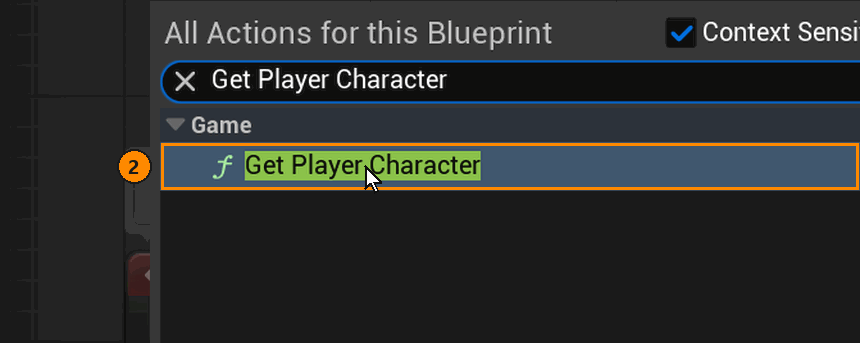 All Actions for this Blueprint
Context Sensi
Get Player Character
Game
2
f Get Player Character